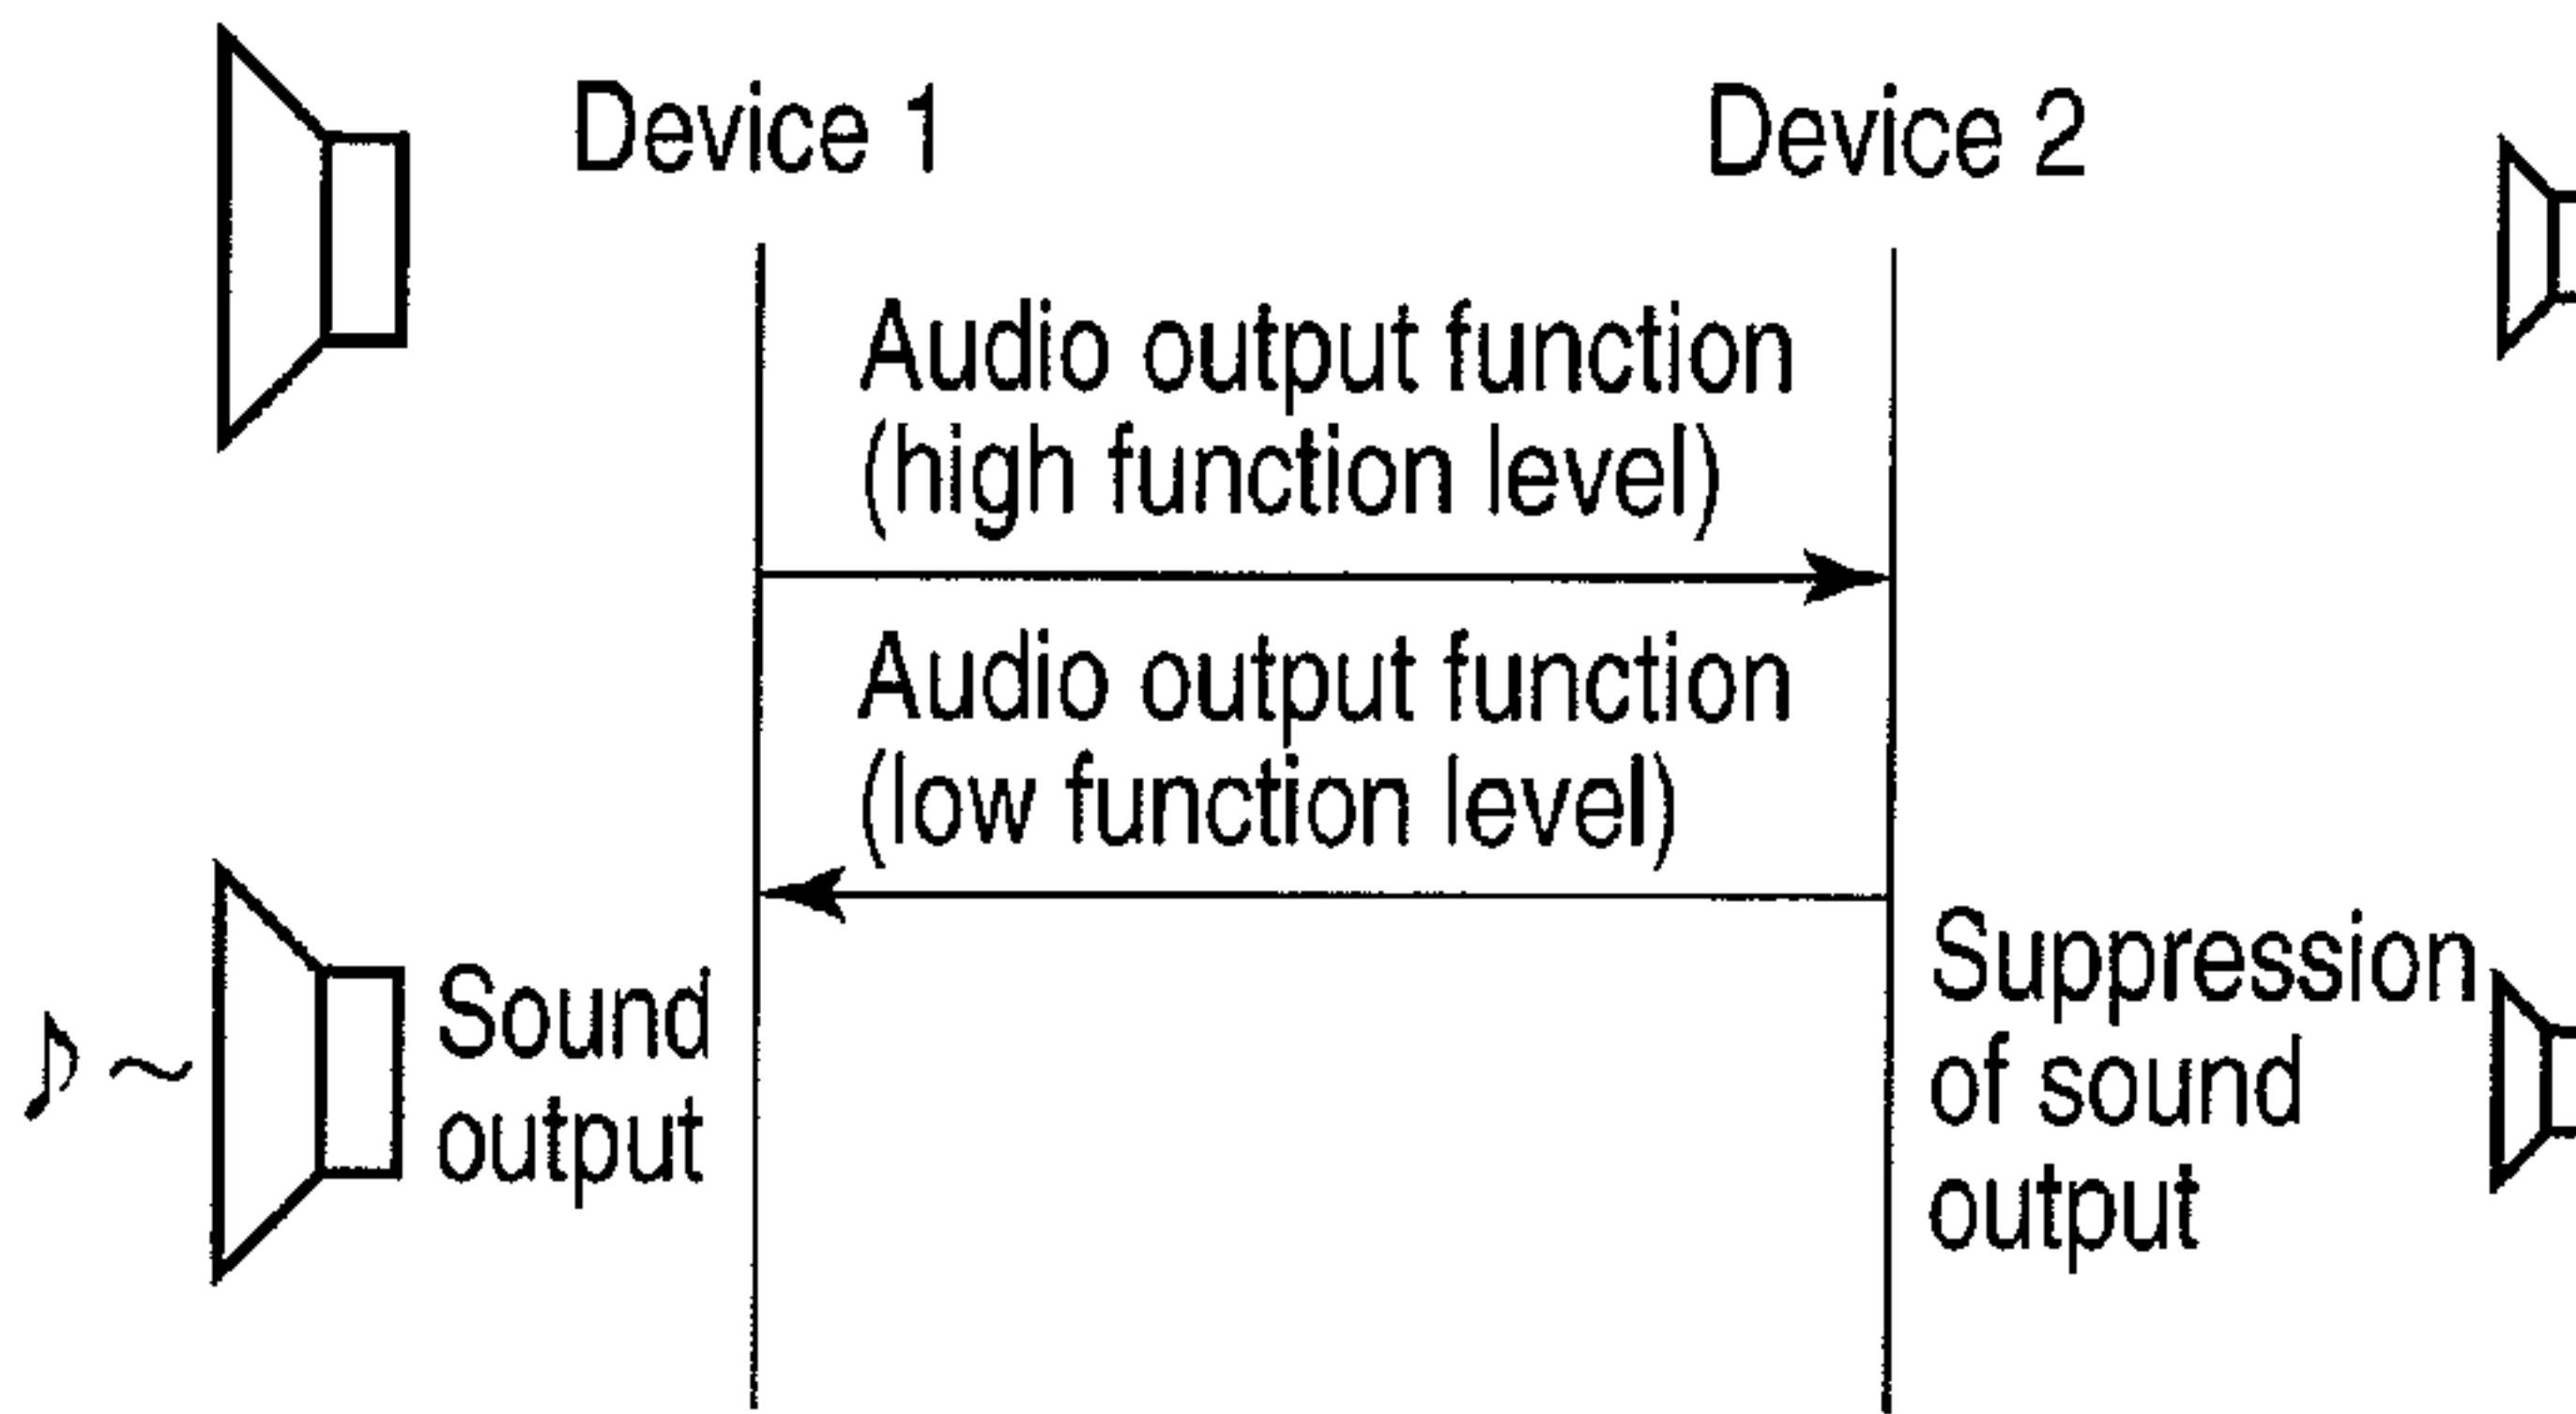 Device 1
Device 2
Audio output function
(high function level)
Audio output function
(low function level)
Sound
output
Suppression
of sound
output